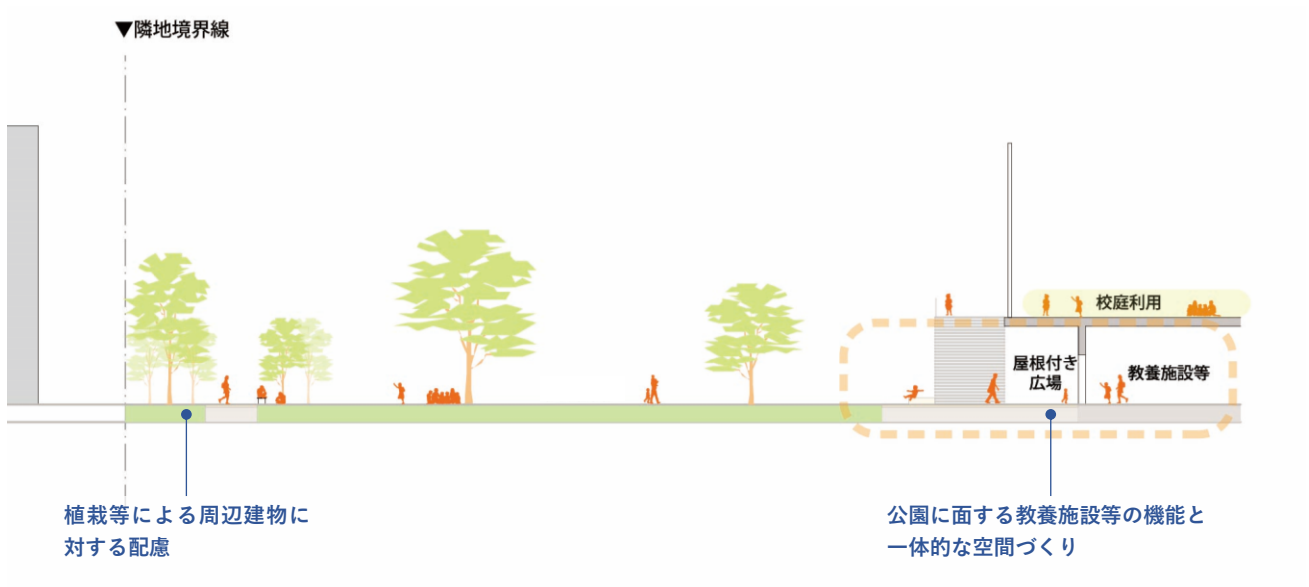 ▼隣地境界線
校庭利用
屋根付き
広場
教養施設等
植栽等による周辺建物に
対する配慮
公園に面する教養施設等の機能と
一体的な空間づくり